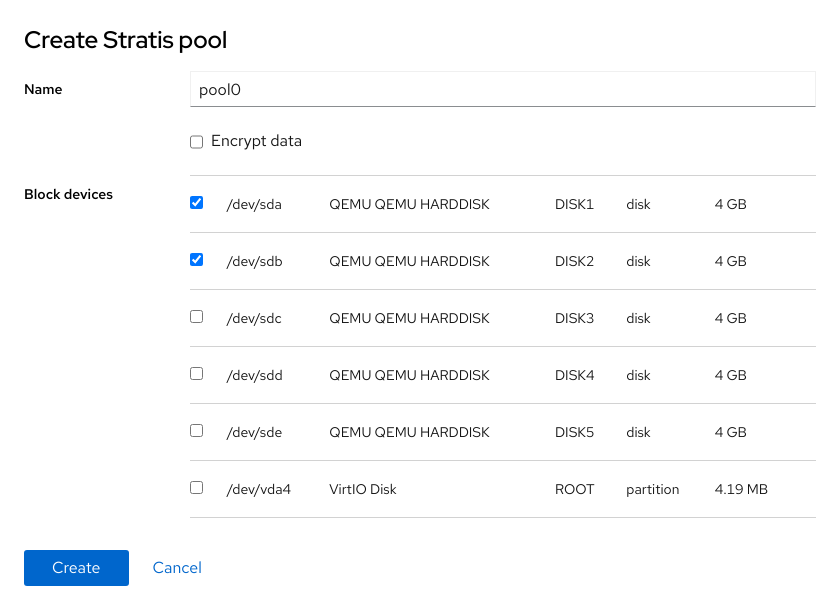 Create Stratis pool
Name
pool0
Encrypt data
Block devices
/dev/sda QEMU QEMU HARDDISK DISK1 disk 4 GB
/dev/sdb QEMU QEMU HARDDISK DISK2 disk 4 GB
/dev/sdc QEMU QEMU HARDDISK DISK3 disk 4 GB
/dev/sdd QEMU QEMU HARDDISK DISK4 disk 4 GB
/dev/sde QEMU QEMU HARDDISK DISK5 disk 4 GB
/dev/vda4 VirtIO Disk ROOT partition 4.19 MB
Create Cancel